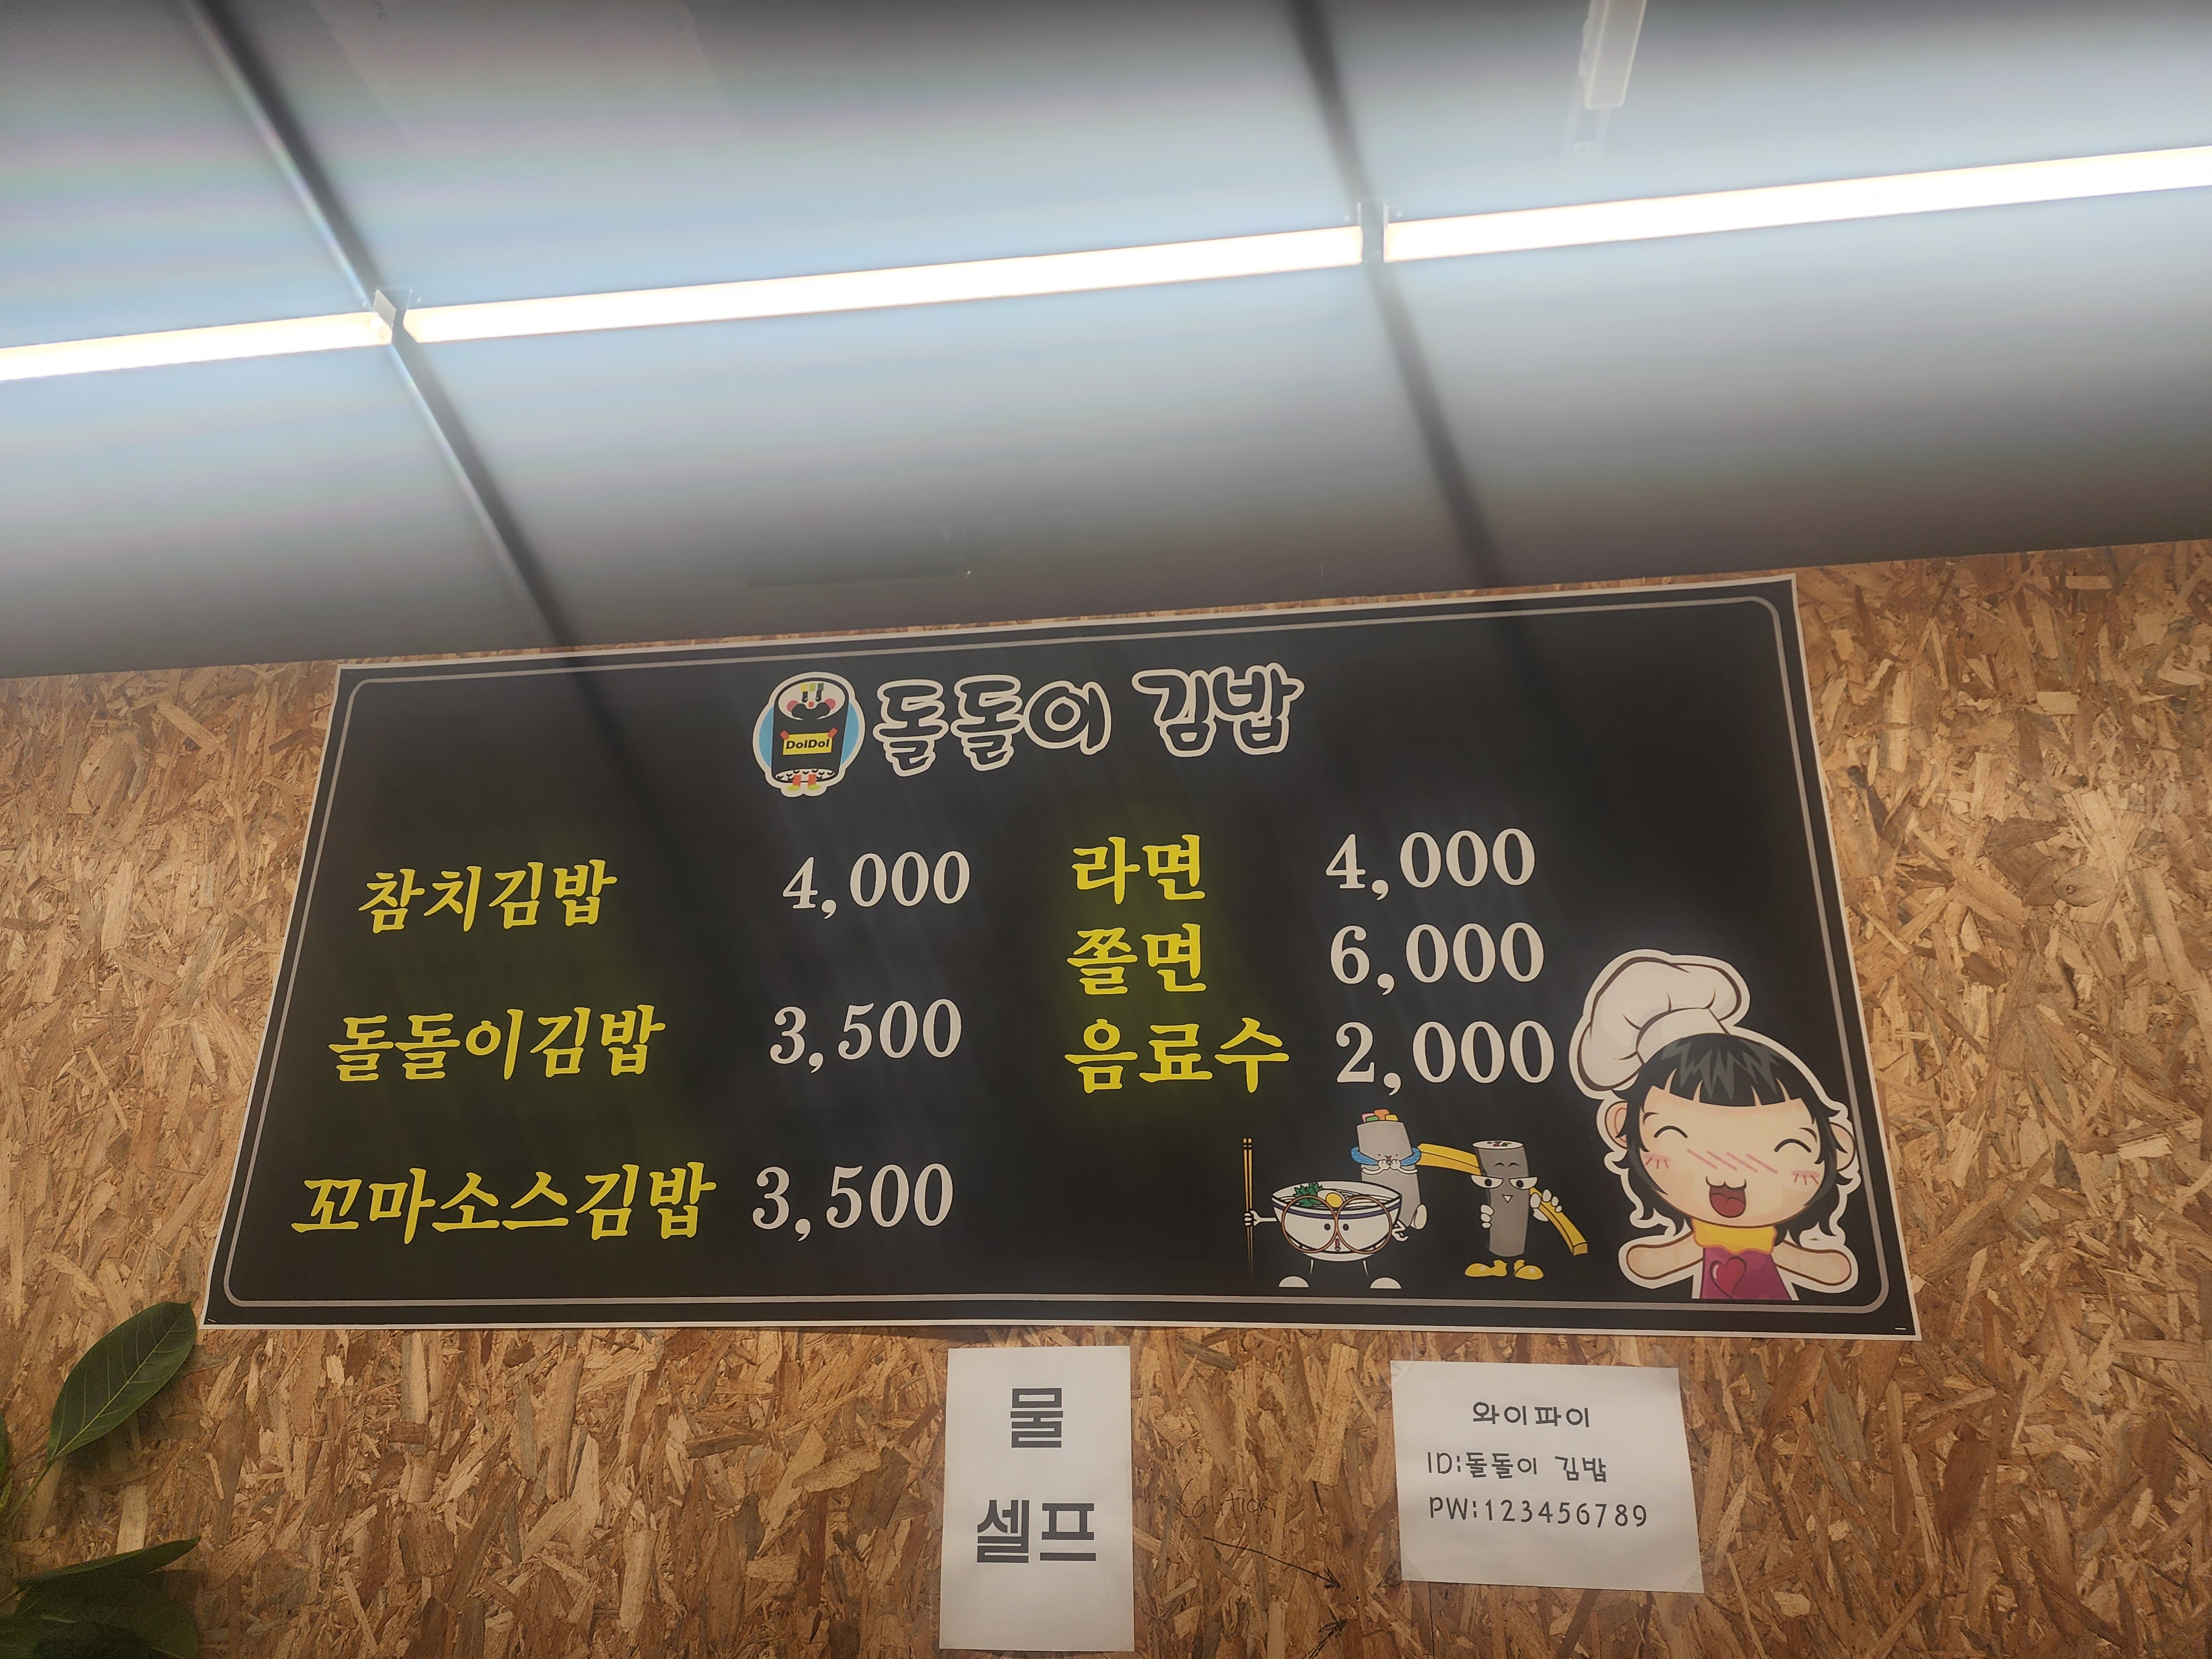 DolDol
돌돌이 김밥
참치김밥 4,000
돌돌이김밥 3,500
꼬마소스김밥 3,500
라면 4,000
쫄면 6,000
음료수 2,000
물
셀프
와이파이
ID:돌돌이 김밥
PW:123456789